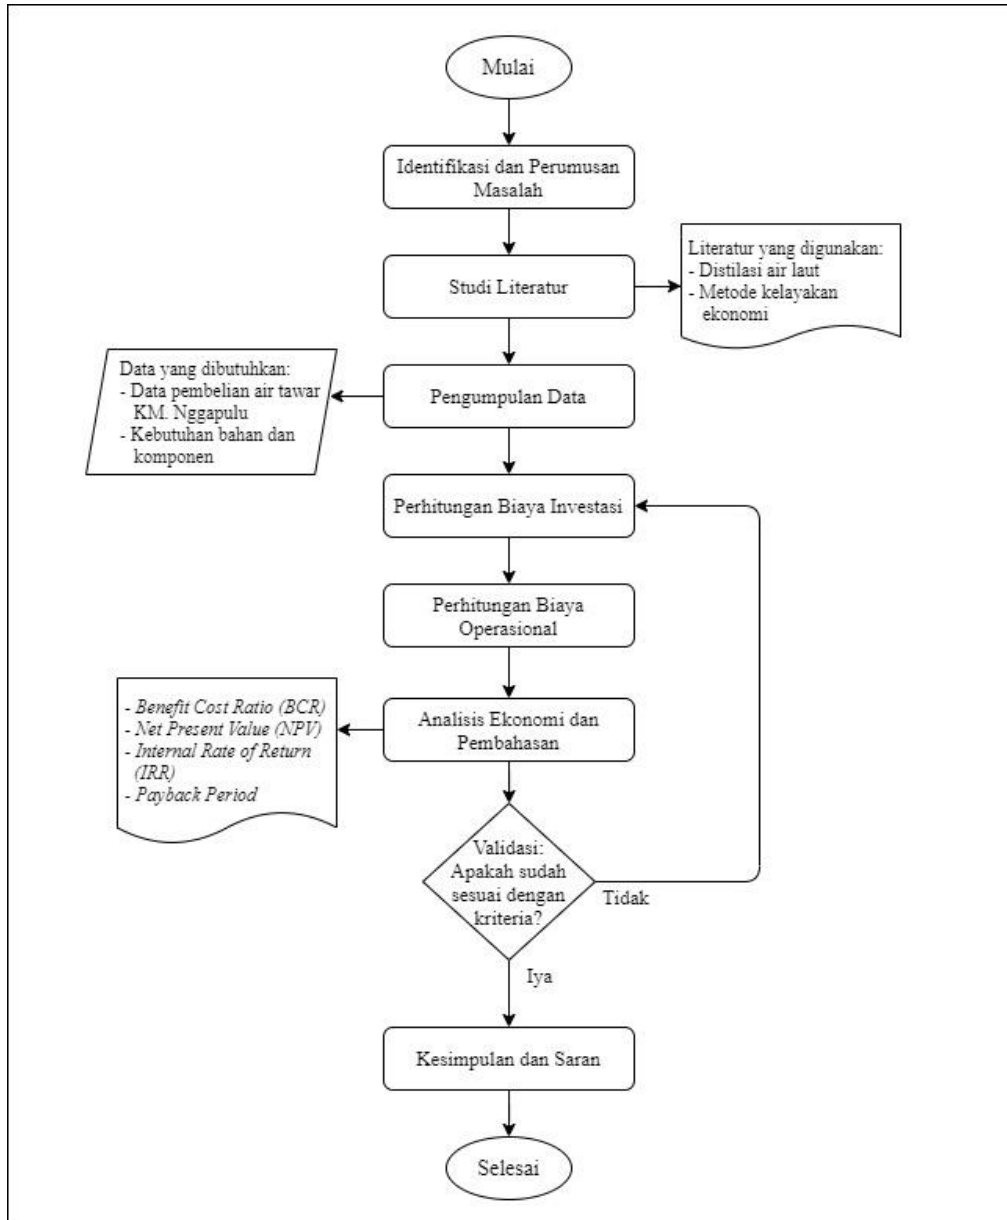 Mulai
Identifikasi dan Perumusan
Masalah
Studi Literatur
Literatur yang digunakan:
- Distilasi air laut
- Metode kelayakan
ekonomi
Pengumpulan Data
Data yang dibutuhkan:
- Data pembelian air tawar
KM. Nggapulu
- Kebutuhan bahan dan
komponen
Perhitungan Biaya Investasi
Perhitungan Biaya
Operasional
Analisis Ekonomi dan
Pembahasan
- Benefit Cost Ratio (BCR)
- Net Present Value (NPV)
- Internal Rate of Return
(IRR)
- Payback Period
Validasi:
Apakah sudah
sesuai dengan
kriteria?
Tidak
Iya
Kesimpulan dan Saran
Selesai